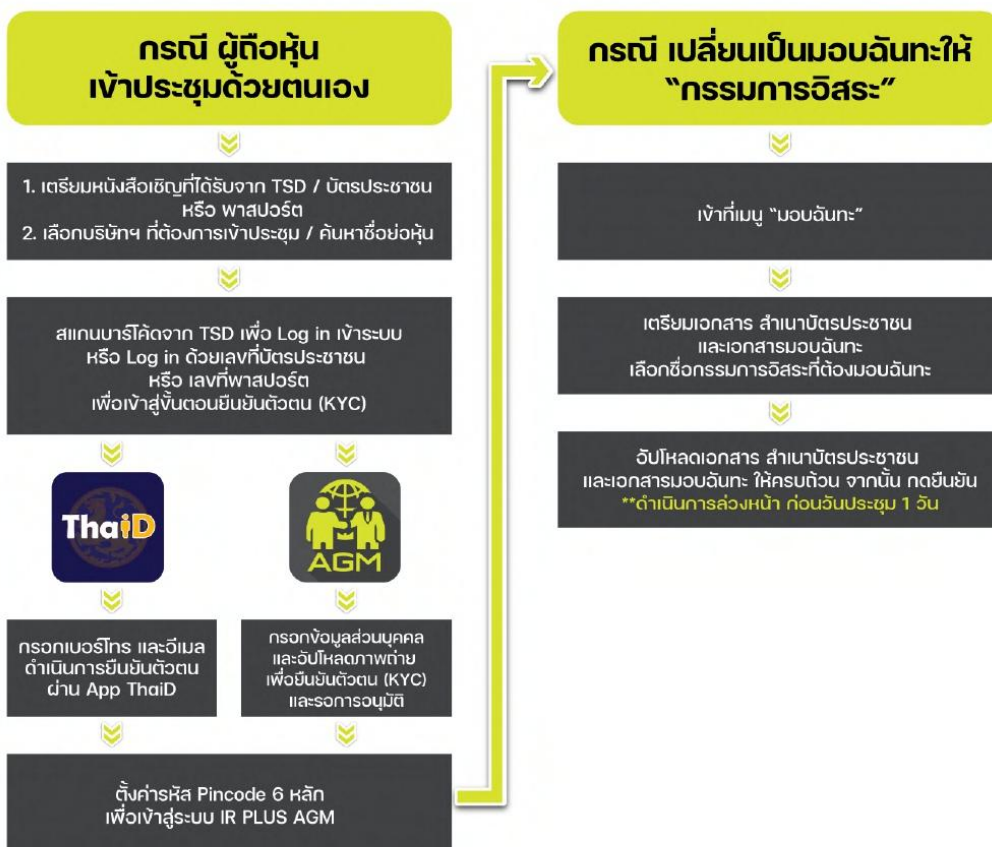 กรณี ผู้ถือหุ้น
เข้าประชุมด้วยตนเอง
1. เตรียมหนังสือเชิญที่ได้รับจาก TSD / บัตรประชาชน
หรือ พาสปอร์ต
2. เลือกบริษัทฯ ที่ต้องการเข้าประชุม / ค้นหาชื่อย่อหุ้น
สแกนบาร์โค้ดจาก TSD เพื่อ Log in เข้าระบบ
หรือ Log in ด้วยเลขที่บัตรประชาชน
หรือ เลขที่พาสปอร์ต
เพื่อเข้าสู่ขั้นตอนยืนยันตัวตน (KYC)
ThaiD
กรอกเบอร์โทร และอีเมล
ดำเนินการยืนยันตัวตน
ผ่าน App ThaiD
AGM
กรอกข้อมูลส่วนบุคคล
และอัปโหลดภาพถ่าย
เพื่อยืนยันตัวตน (KYC)
และรอการอนุมัติ
ตั้งค่ารหัส Pincode 6 หลัก
เพื่อเข้าสู่ระบบ IR PLUS AGM
กรณี เปลี่ยนเป็นมอบฉันทะให้
“กรรมการอิสระ”
เข้าที่เมนู “มอบฉันทะ”
เตรียมเอกสาร สำเนาบัตรประชาชน
และเอกสารมอบฉันทะ
เลือกชื่อกรรมการอิสระที่ต้องมอบฉันทะ
อัปโหลดเอกสาร สำเนาบัตรประชาชน
และเอกสารมอบฉันทะ ให้ครบถ้วน จากนั้น กดยืนยัน
**ดำเนินการล่วงหน้า ก่อนวันประชุม 1 วัน